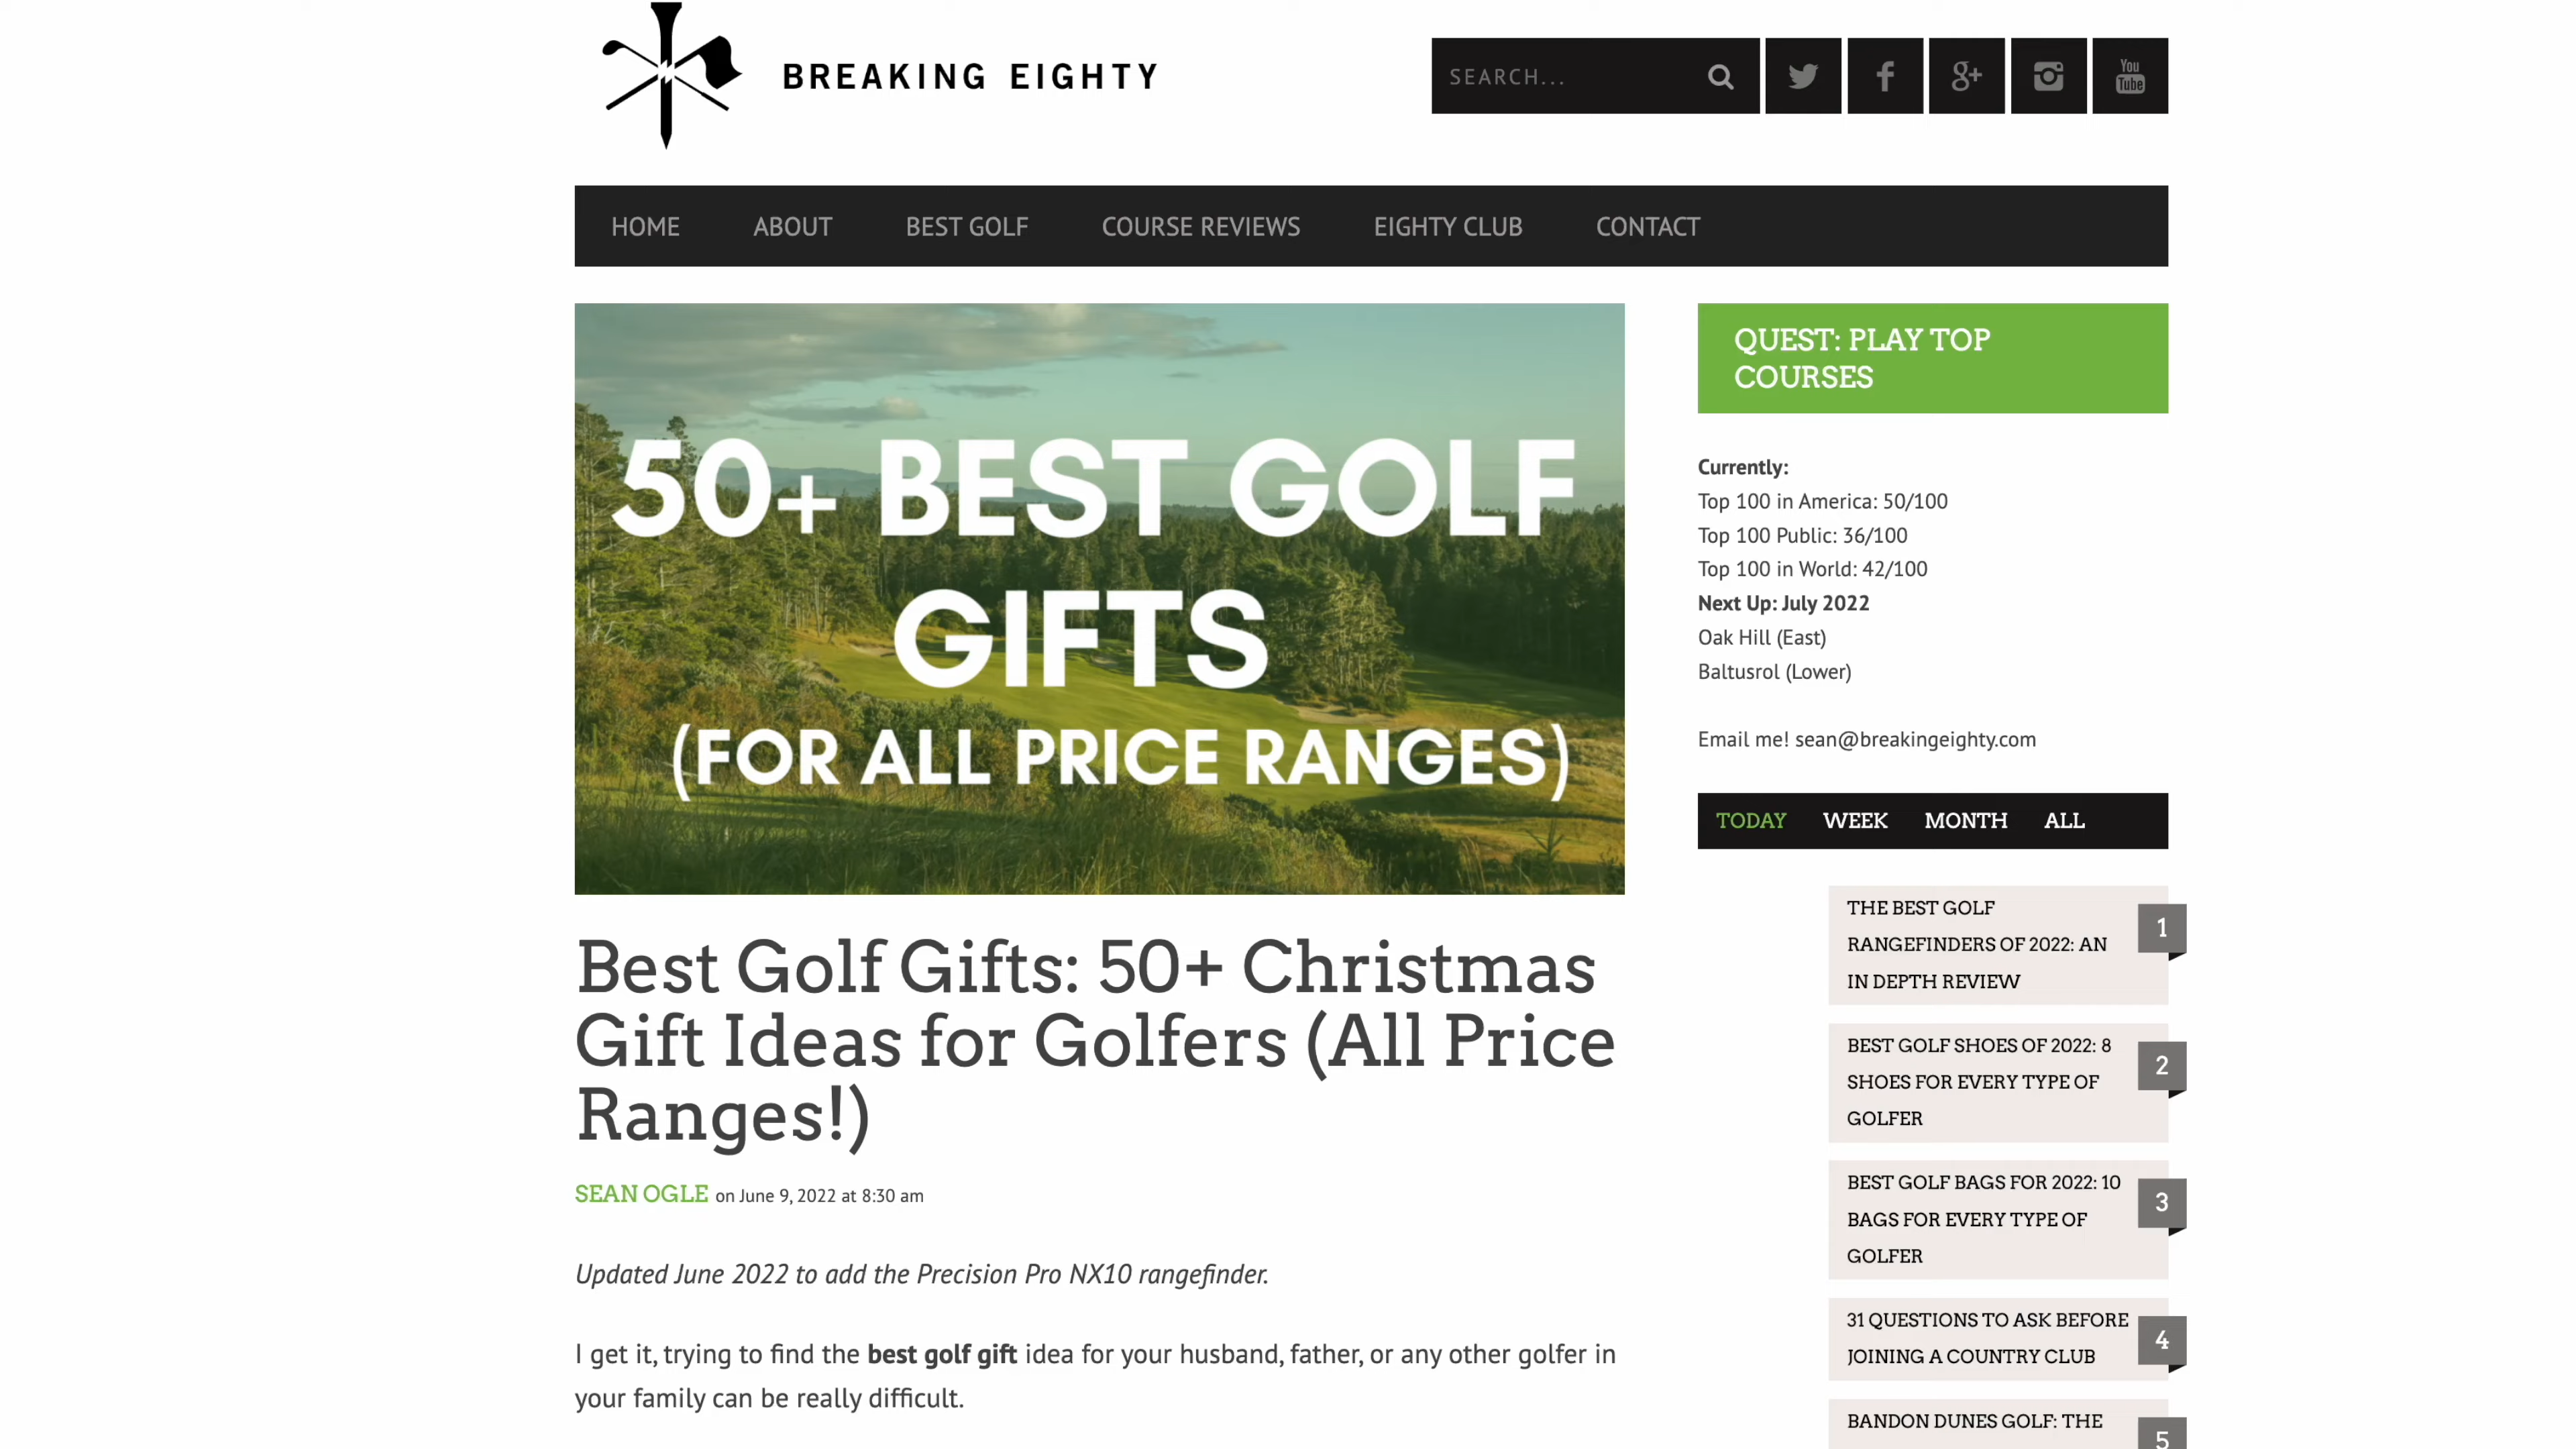 BREAKING EIGHTY
SEARCH...
g+
You
Tube
HOME ABOUT BEST GOLF COURSE REVIEWS EIGHTY CLUB CONTACT
50+ BEST GOLF
GIFTS
(FOR ALL PRICE RANGES)
Best Golf Gifts: 50+ Christmas
Gift Ideas for Golfers (All Price
Ranges!)
SEAN OGLE on June 9, 2022 at 8:30 am
Updated June 2022 to add the Precision Pro NX10 rangefinder.
I get it, trying to find the best golf gift idea for your husband, father, or any other golfer in
your family can be really difficult.
QUEST: PLAY TOP
COURSES
Currently:
Top 100 in America: 50/100
Top 100 Public: 36/100
Top 100 in World: 42/100
Next Up: July 2022
Oak Hill (East)
Baltusrol (Lower)
Email me! sean@breakingeighty.com
TODAY WEEK MONTH ALL
THE BEST GOLF
RANGEFINDERS OF 2022: AN
IN DEPTH REVIEW
1
BEST GOLF SHOES OF 2022: 8
SHOES FOR EVERY TYPE OF
GOLFER
2
BEST GOLF BAGS FOR 2022: 10
BAGS FOR EVERY TYPE OF
GOLFER
3
31 QUESTIONS TO ASK BEFORE
JOINING A COUNTRY CLUB
4
BANDON DUNES GOLF: THE
5